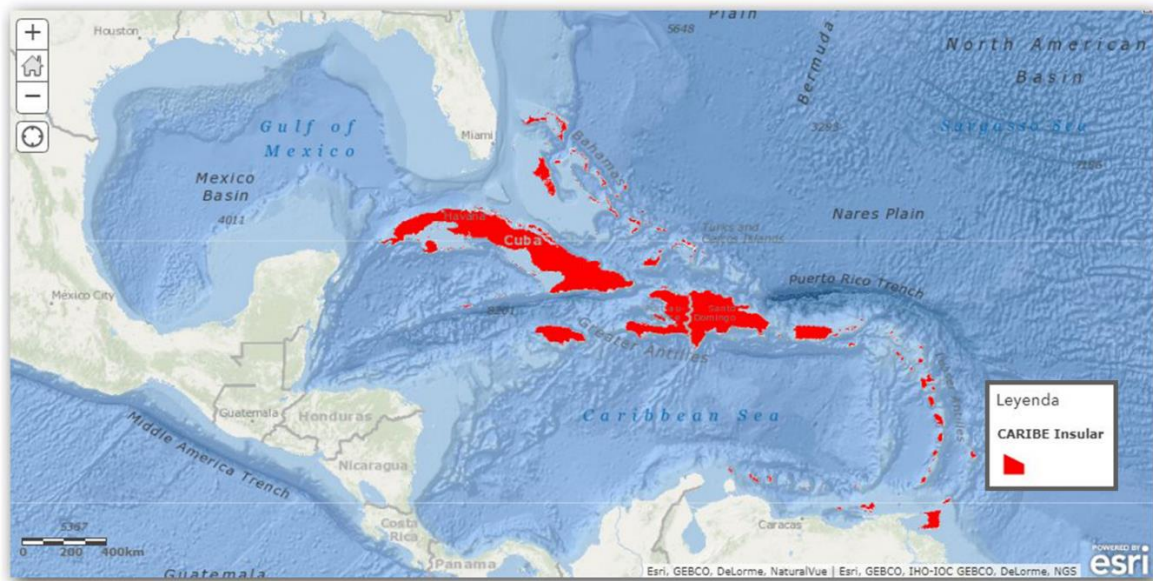 +
−
Houston
Plain
5648
Bermuda
North American
Basin
Gulf of
Mexico
Miami
Bahamas
3293
Sargasso Sea
Mexico
Basin
4011
Havana
Cuba
Nares Plain
Turks and
Caicos Islands
Puerto Rico Trench
Mexico City
Santo
Domingo
Greater Antilles
Antilles
Guatemala
Honduras
Caribbean Sea
Nicaragua
Middle America Trench
Leyenda
CARIBE Insular
Costa
Rica
Caracas
Panama
5367
0 200 400km
Guatemala
Esri, GEBCO, DeLorme, NaturalVue | Esri, GEBCO, IHO-IOC GEBCO, DeLorme, NGS
POWERED BY
esri